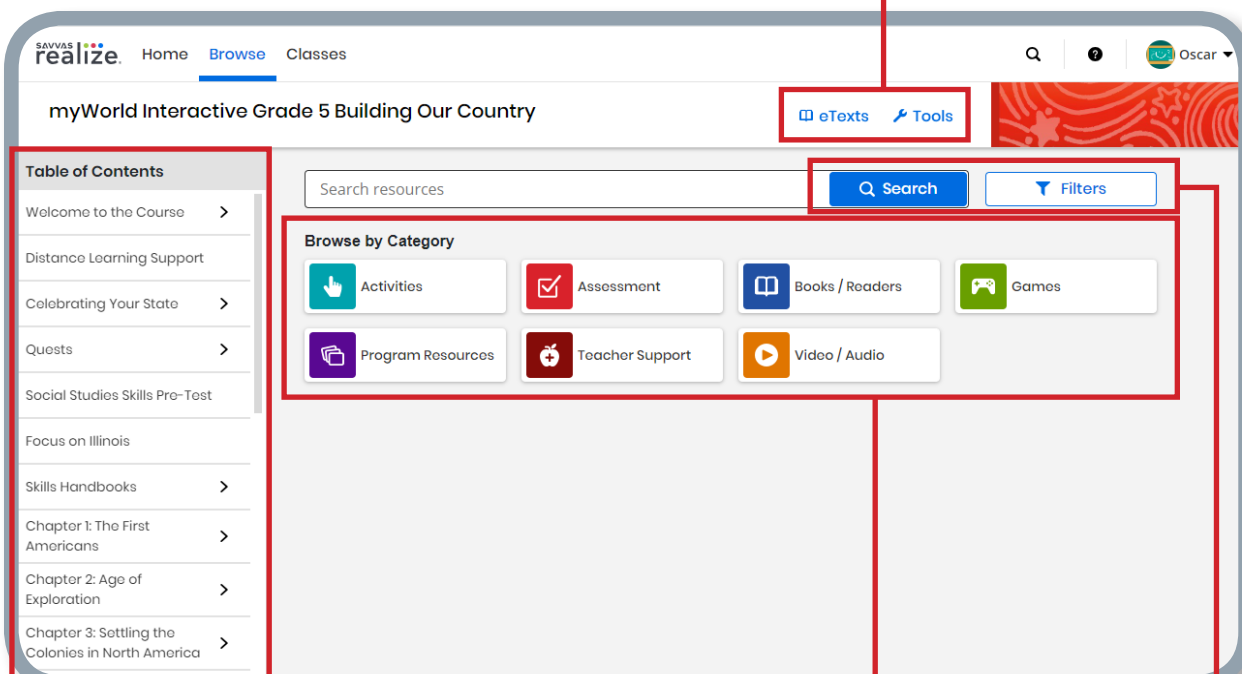 SAVVAS
realize. Home Browse Classes
Oscar
myWorld Interactive Grade 5 Building Our Country
eTexts Tools
Table of Contents
Welcome to the Course
Distance Learning Support
Celebrating Your State
Quests
Social Studies Skills Pre-Test
Focus on Illinois
Skills Handbooks
Chapter 1: The First
Americans
Chapter 2: Age of
Exploration
Chapter 3: Settling the
Colonies in North America
Search resources
Search
Filters
Browse by Category
Activities
Assessment
Books / Readers
Games
Program Resources
Teacher Support
Video / Audio